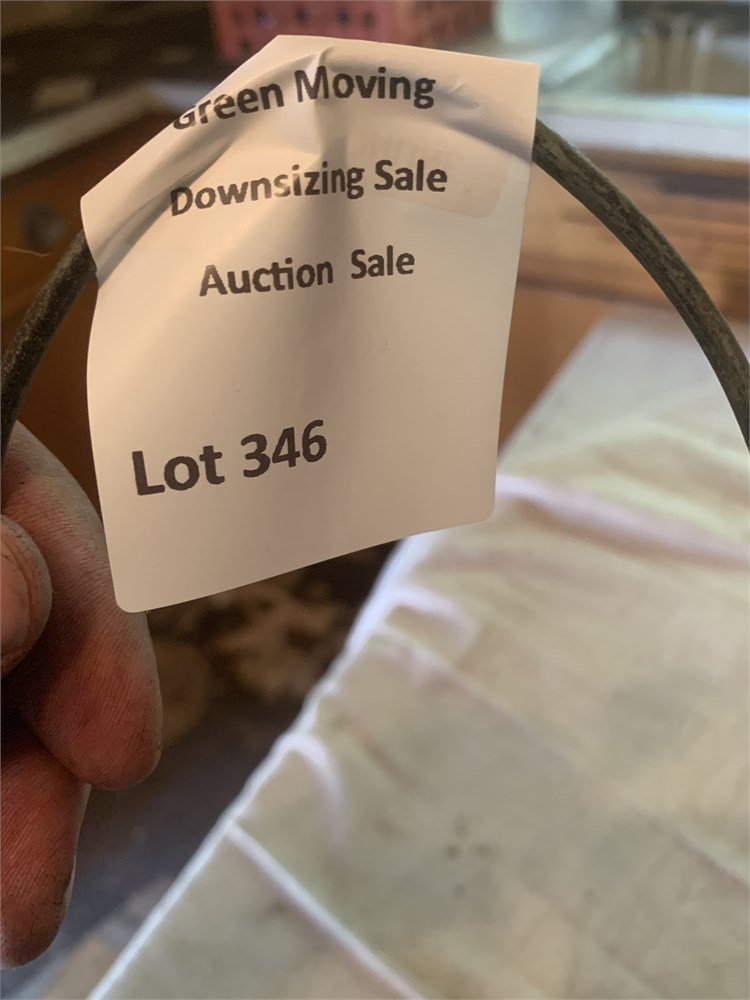 Green Moving
Downsizing Sale
Auction Sale
Lot 346